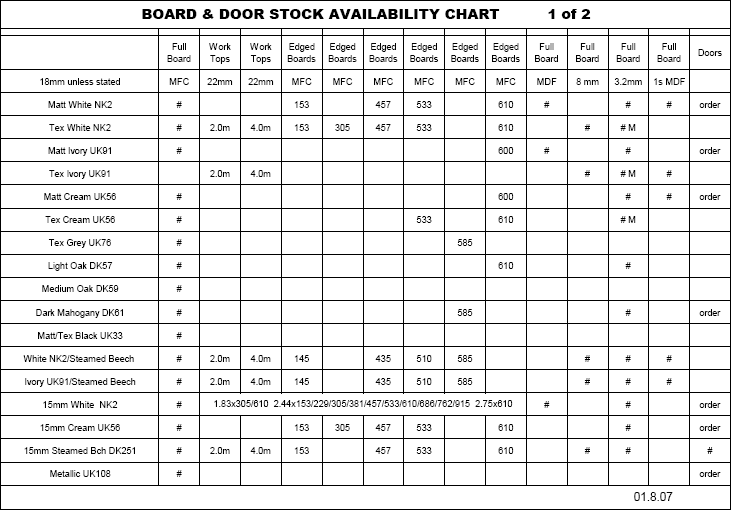 BOARD & DOOR STOCK AVAILABILITY CHART 1 of 2
Full Work Work Edged Edged Edged Edged Edged Edged Full Full Full Full Doors
Board Tops Tops Boards Boards Boards Boards Boards Boards Board Board Board Board
18mm unless stated MFC 22mm 22mm MFC MFC MFC MFC MFC MFC MDF 8 mm 3.2mm 1s MDF
Matt White NK2 # 153 457 533 610 # # # order
Tex White NK2 # 2.0m 4.0m 153 305 457 533 610 # # M
Matt Ivory UK91 # 600 # # order
Tex Ivory UK91 2.0m 4.0m # # M #
Matt Cream UK56 # 600 # # order
Tex Cream UK56 # 533 610 # M
Tex Grey UK76 # 585
Light Oak DK57 # 610 #
Medium Oak DK59 #
Dark Mahogany DK61 # 585 # order
Matt/Tex Black UK33 #
White NK2/Steamed Beech # 2.0m 4.0m 145 435 510 585 # # #
Ivory UK91/Steamed Beech # 2.0m 4.0m 145 435 510 585 # # #
15mm White NK2 # 1.83x305/610 2.44x153/229/305/381/457/533/610/686/762/915 2.75x610 # # order
15mm Cream UK56 # 153 305 457 533 610 # order
15mm Steamed Bch DK251 # 2.0m 4.0m 153 457 533 610 # # #
Metallic UK108 # order
01.8.07